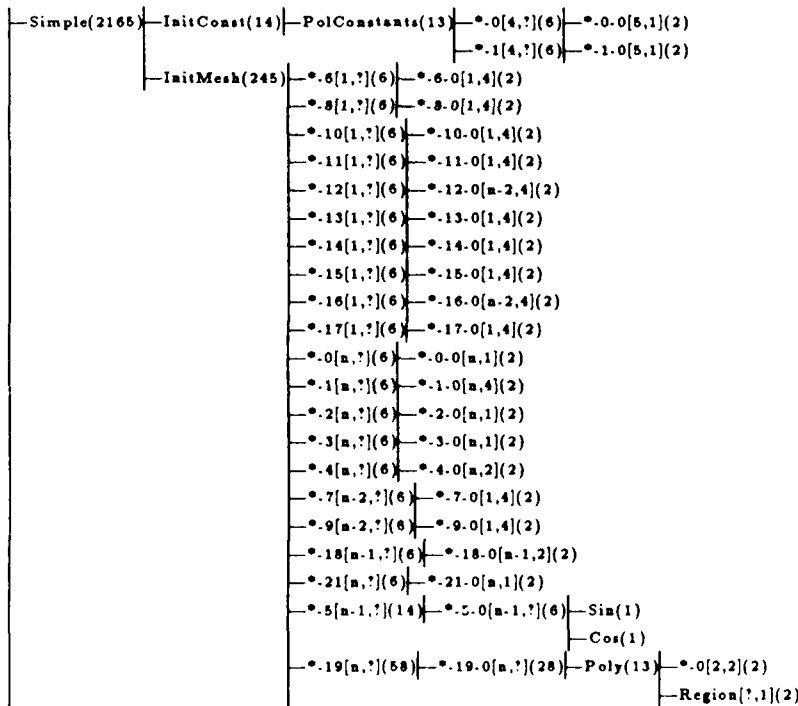 Simple(2165) InitConst(14) PolConstants(13) *-0[4,?](6) *-0-0[5,1](2)
*-1[4,?](6) *-1-0[5,1](2)
InitMesh(245) *-6[1,?](6) *-6-0[1,4](2)
*-8[1,?](6) *-8-0[1,4](2)
*-10[1,?](6) *-10-0[1,4](2)
*-11[1,?](6) *-11-0[1,4](2)
*-12[1,?](6) *-12-0[n-2,4](2)
*-13[1,?](6) *-13-0[1,4](2)
*-14[1,?](6) *-14-0[1,4](2)
*-15[1,?](6) *-15-0[1,4](2)
*-16[1,?](6) *-16-0[n-2,4](2)
*-17[1,?](6) *-17-0[1,4](2)
*-0[n,?](6) *-0-0[n,1](2)
*-1[n,?](6) *-1-0[n,4](2)
*-2[n,?](6) *-2-0[n,1](2)
*-3[n,?](6) *-3-0[n,1](2)
*-4[n,?](6) *-4-0[n,2](2)
*-7[n-2,?](6) *-7-0[1,4](2)
*-9[n-2,?](6) *-9-0[1,4](2)
*-18[n-1,?](6) *-18-0[n-1,2](2)
*-21[n,?](6) *-21-0[n,1](2)
*-5[n-1,?](14) *-5-0[n-1,?](6) Sin(1)
Cos(1)
*-19[n,?](58) *-19-0[n,?](28) Poly(13) *-0[2,2](2)
Region[?,1](2)